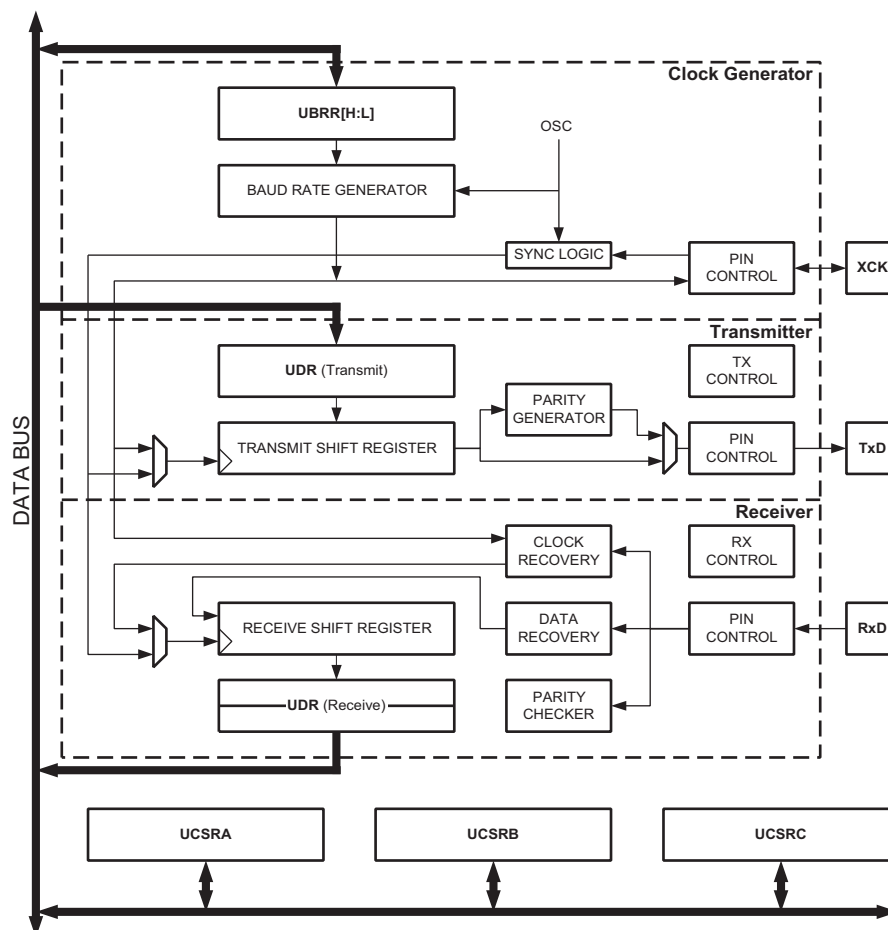 Clock Generator
UBRR[H:L]
OSC
BAUD RATE GENERATOR
SYNC LOGIC
PIN
CONTROL
XCK
Transmitter
UDR (Transmit)
TX
CONTROL
PARITY
GENERATOR
TRANSMIT SHIFT REGISTER
PIN
CONTROL
TxD
DATA BUS
Receiver
CLOCK
RECOVERY
RX
CONTROL
RECEIVE SHIFT REGISTER
DATA
RECOVERY
PIN
CONTROL
RxD
UDR (Receive)
PARITY
CHECKER
UCSRA
UCSRB
UCSRC